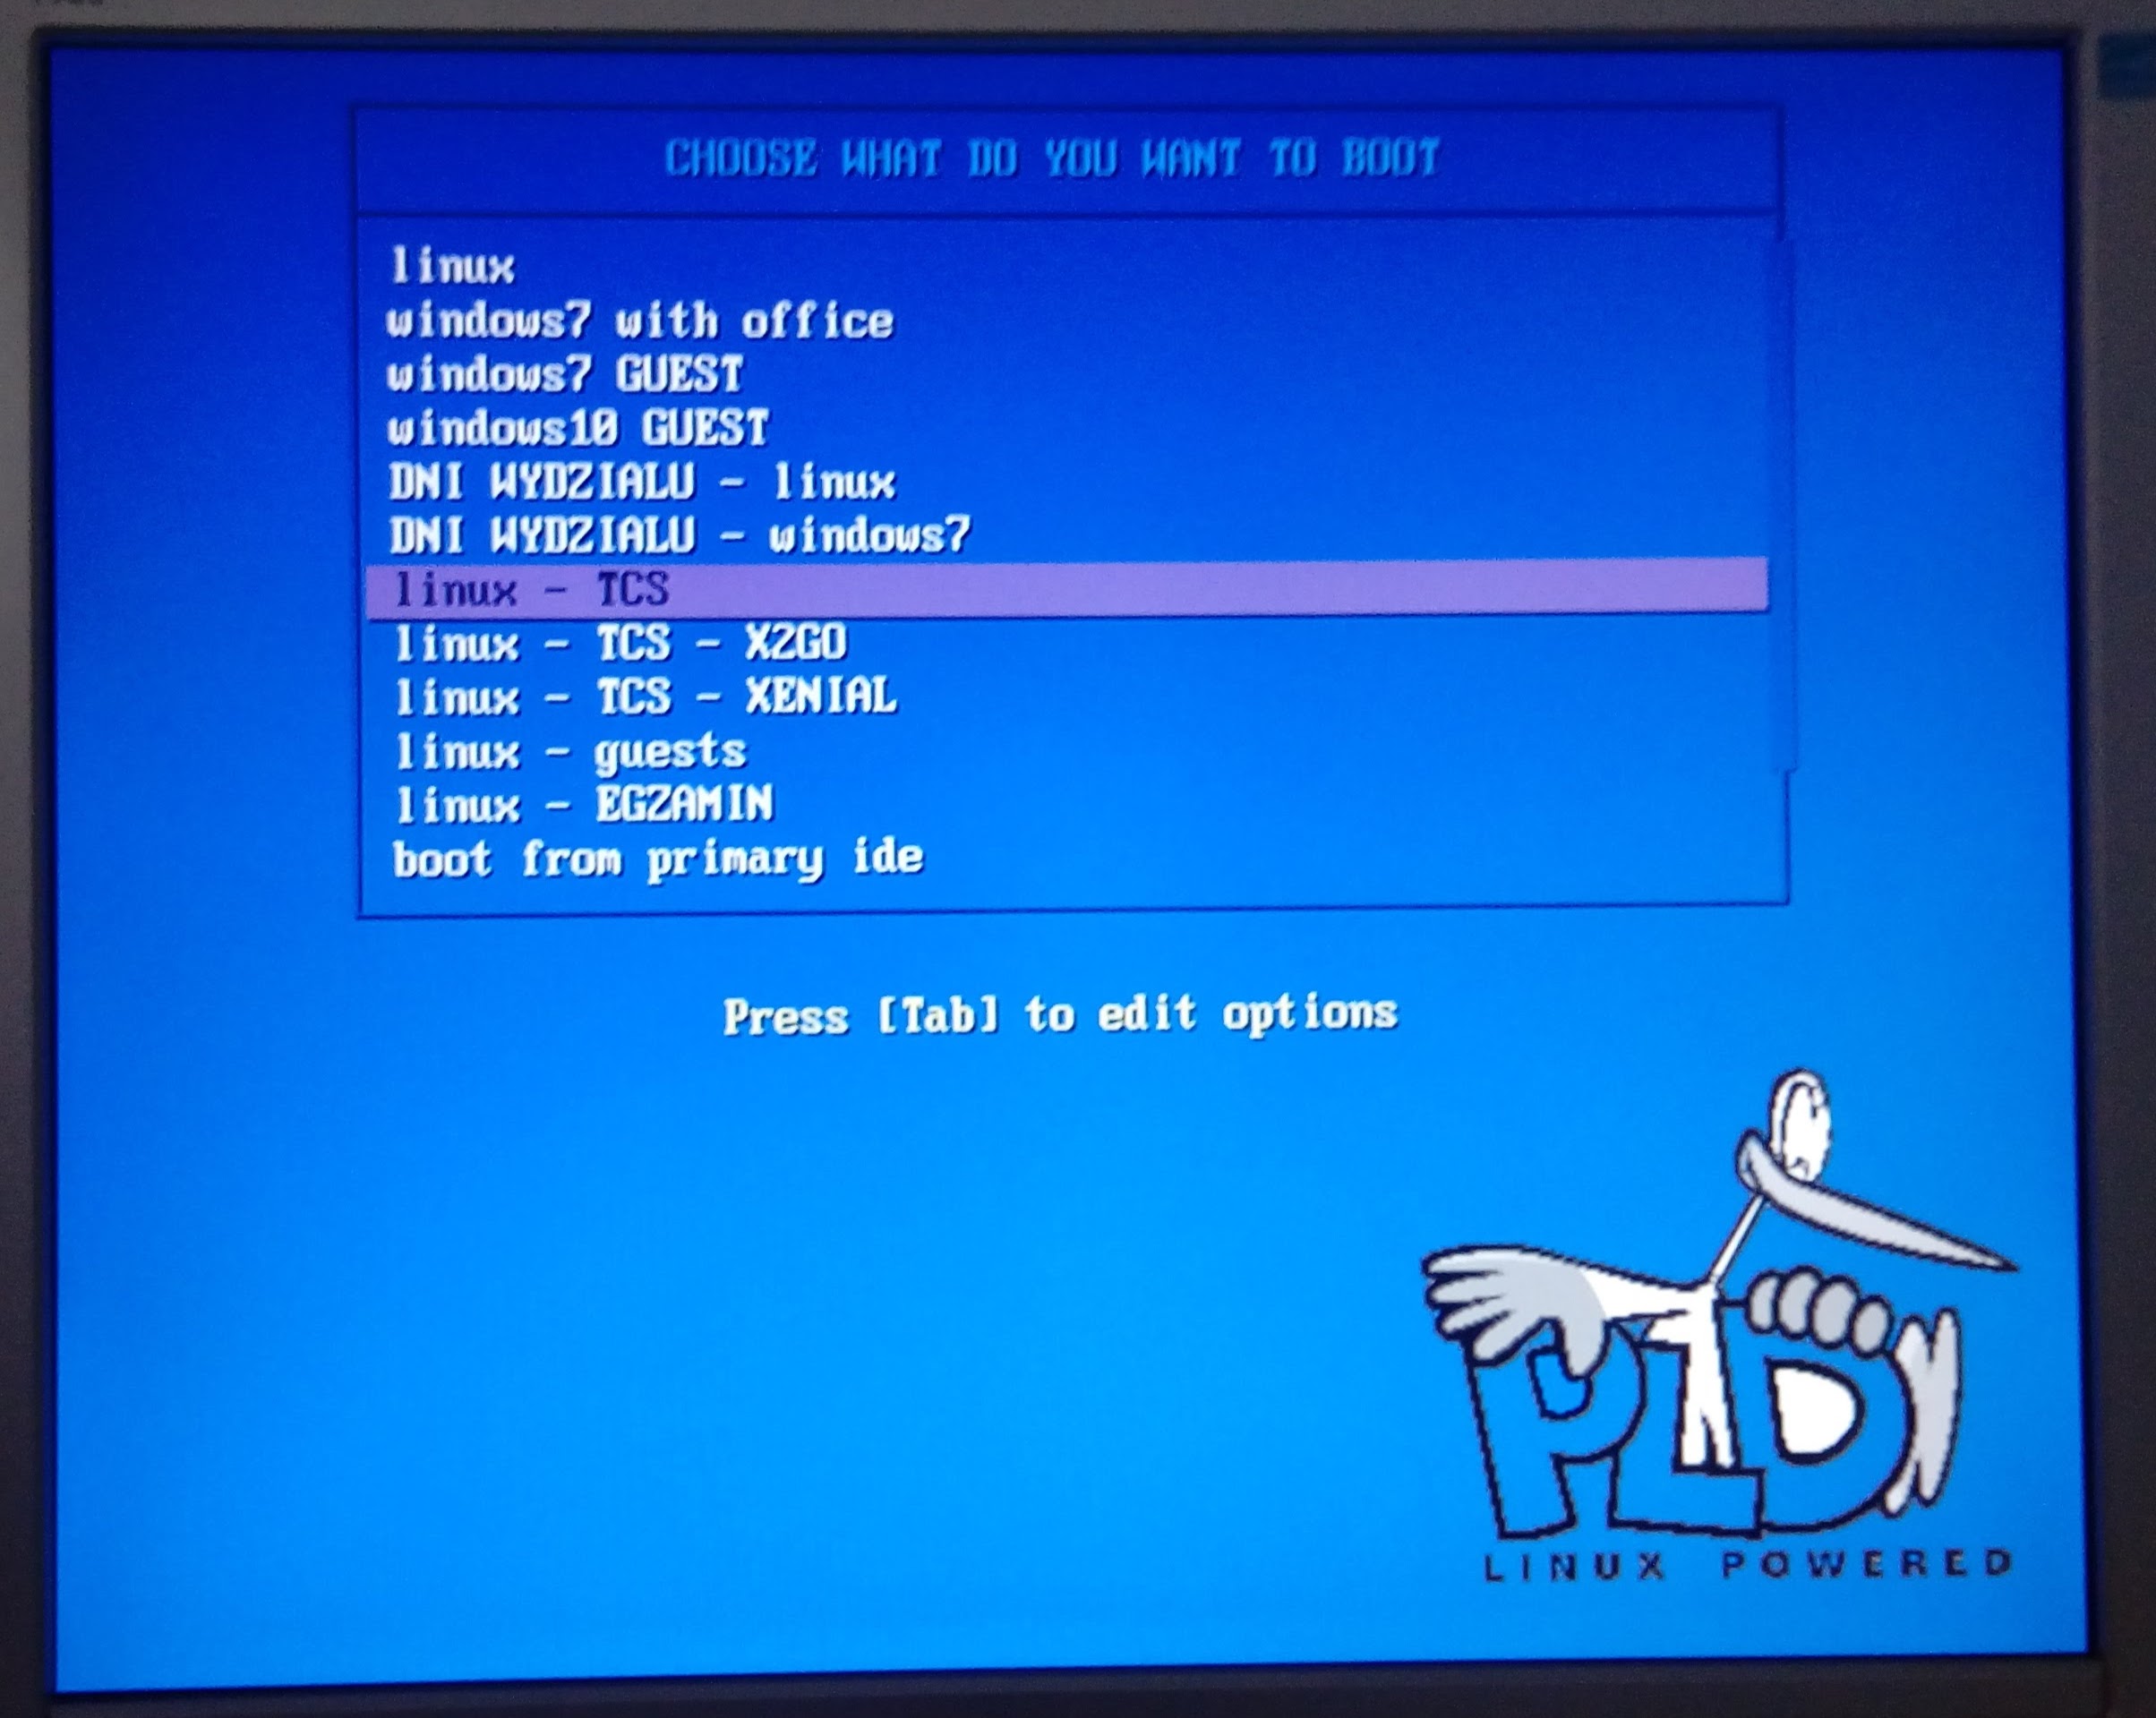 CHOOSE WHAT DO YOU WANT TO BOOT
linux
windows7 with office
windows7 GUEST
windows10 GUEST
DNI WYDZIALU - linux
DNI WYDZIALU - windows7
linux - TCS
linux - TCS - X2GO
linux - TCS - XENIAL
linux - guests
linux - EGZAMIN
boot from primary ide
Press [Tab] to edit options
PLD
LINUX POWERED